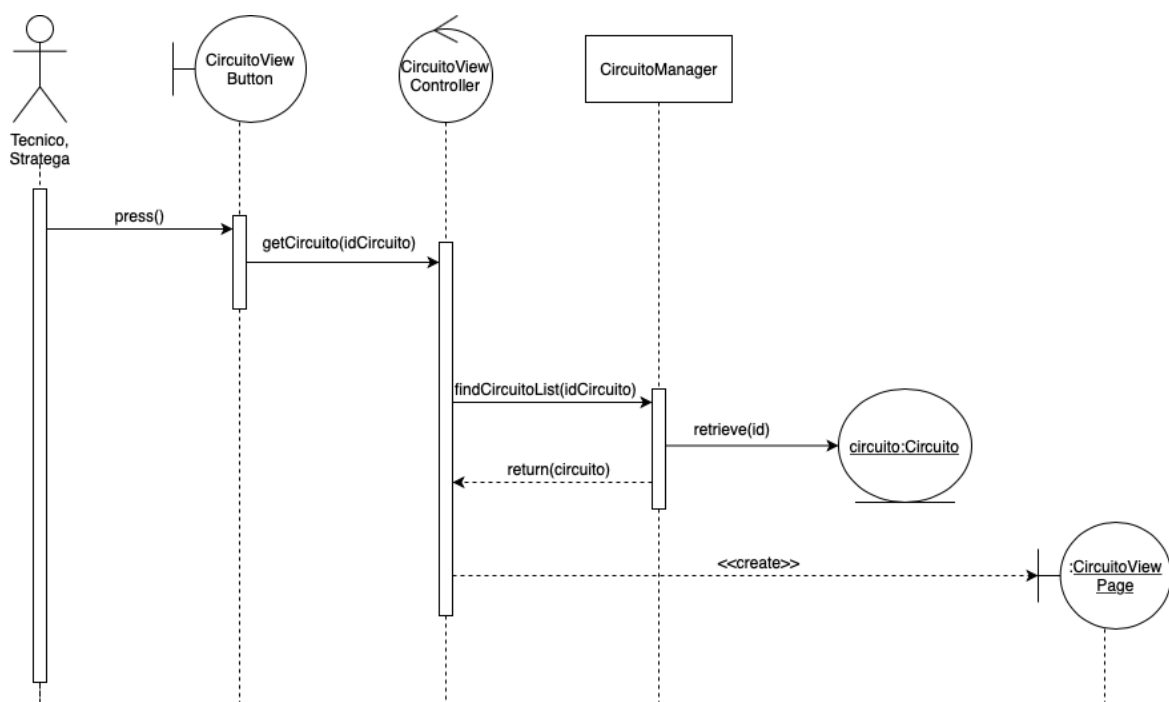 CircuitoView
Button
CircuitoView
Controller
CircuitoManager
Tecnico,
Stratega
press()
getCircuito(idCircuito)
findCircuitoList(idCircuito)
retrieve(id)
circuito:Circuito
return(circuito)
<<create>>
:CircuitoView
Page